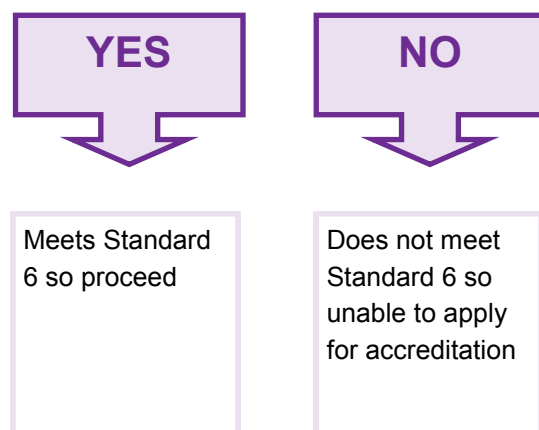 YES
NO
Meets Standard
6 so proceed
Does not meet
Standard 6 so
unable to apply
for accreditation